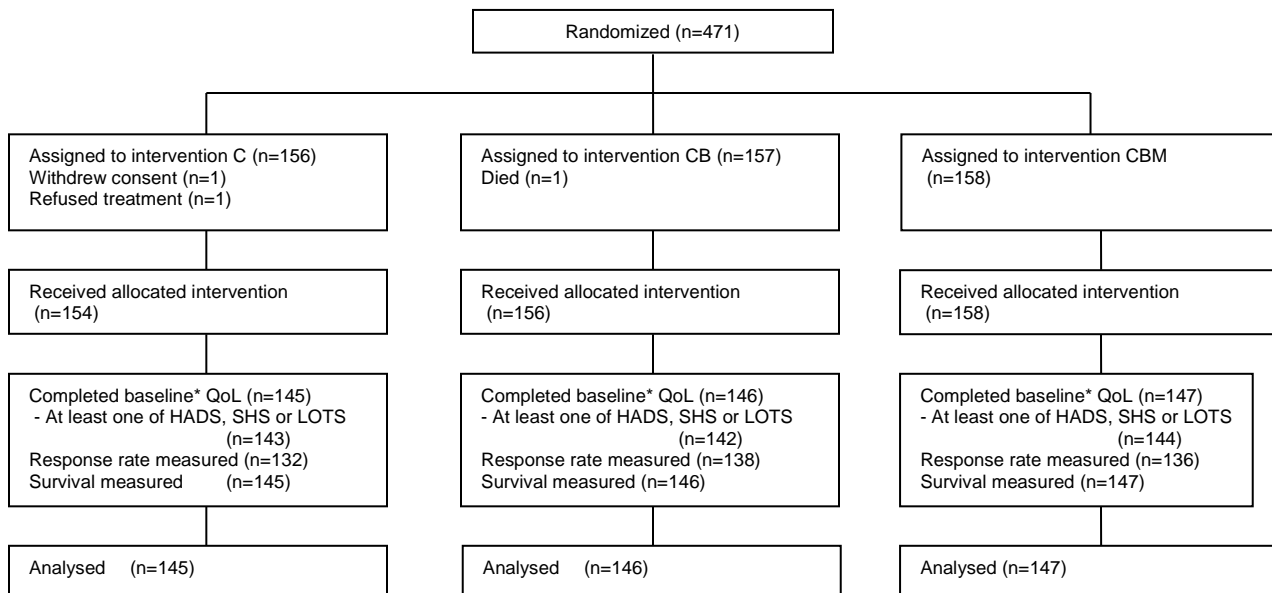 Randomized (n=471)
Assigned to intervention C (n=156)
Withdrew consent (n=1)
Refused treatment (n=1)
Assigned to intervention CB (n=157)
Died (n=1)
Assigned to intervention CBM
(n=158)
Received allocated intervention
(n=154)
Received allocated intervention
(n=156)
Received allocated intervention
(n=158)
Completed baseline* QoL (n=145)
- At least one of HADS, SHS or LOTS
(n=143)
Response rate measured (n=132)
Survival measured (n=145)
Completed baseline* QoL (n=146)
- At least one of HADS, SHS or LOTS
(n=142)
Response rate measured (n=138)
Survival measured (n=146)
Completed baseline* QoL (n=147)
- At least one of HADS, SHS or LOTS
(n=144)
Response rate measured (n=136)
Survival measured (n=147)
Analysed (n=145)
Analysed (n=146)
Analysed (n=147)